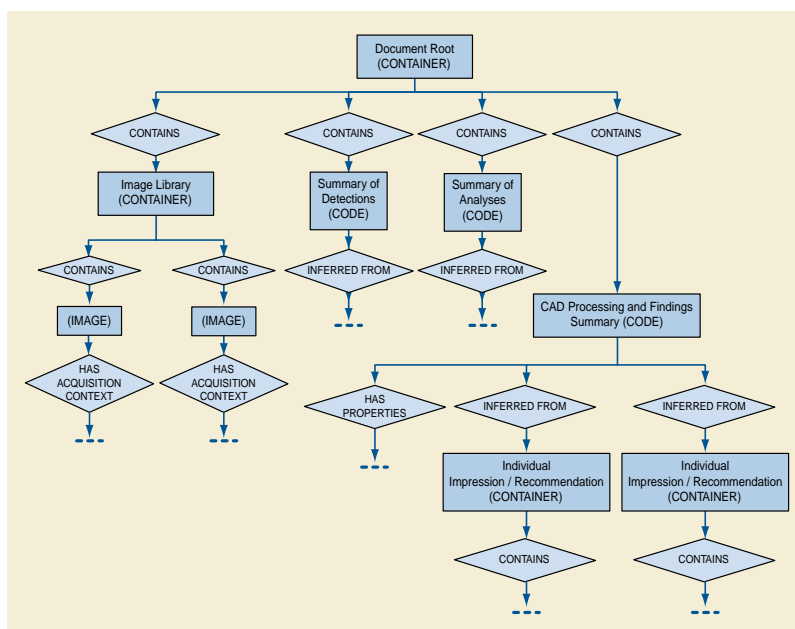 Document Root
(CONTAINER)
CONTAINS
CONTAINS
CONTAINS
CONTAINS
Image Library
(CONTAINER)
Summary of
Detections
(CODE)
Summary of
Analyses
(CODE)
CONTAINS
CONTAINS
INFERRED FROM
INFERRED FROM
(IMAGE)
(IMAGE)
CAD Processing and Findings
Summary (CODE)
HAS
ACQUISITION
CONTEXT
HAS
ACQUISITION
CONTEXT
HAS
PROPERTIES
INFERRED FROM
INFERRED FROM
Individual
Impression / Recommendation
(CONTAINER)
Individual
Impression / Recommendation
(CONTAINER)
CONTAINS
CONTAINS